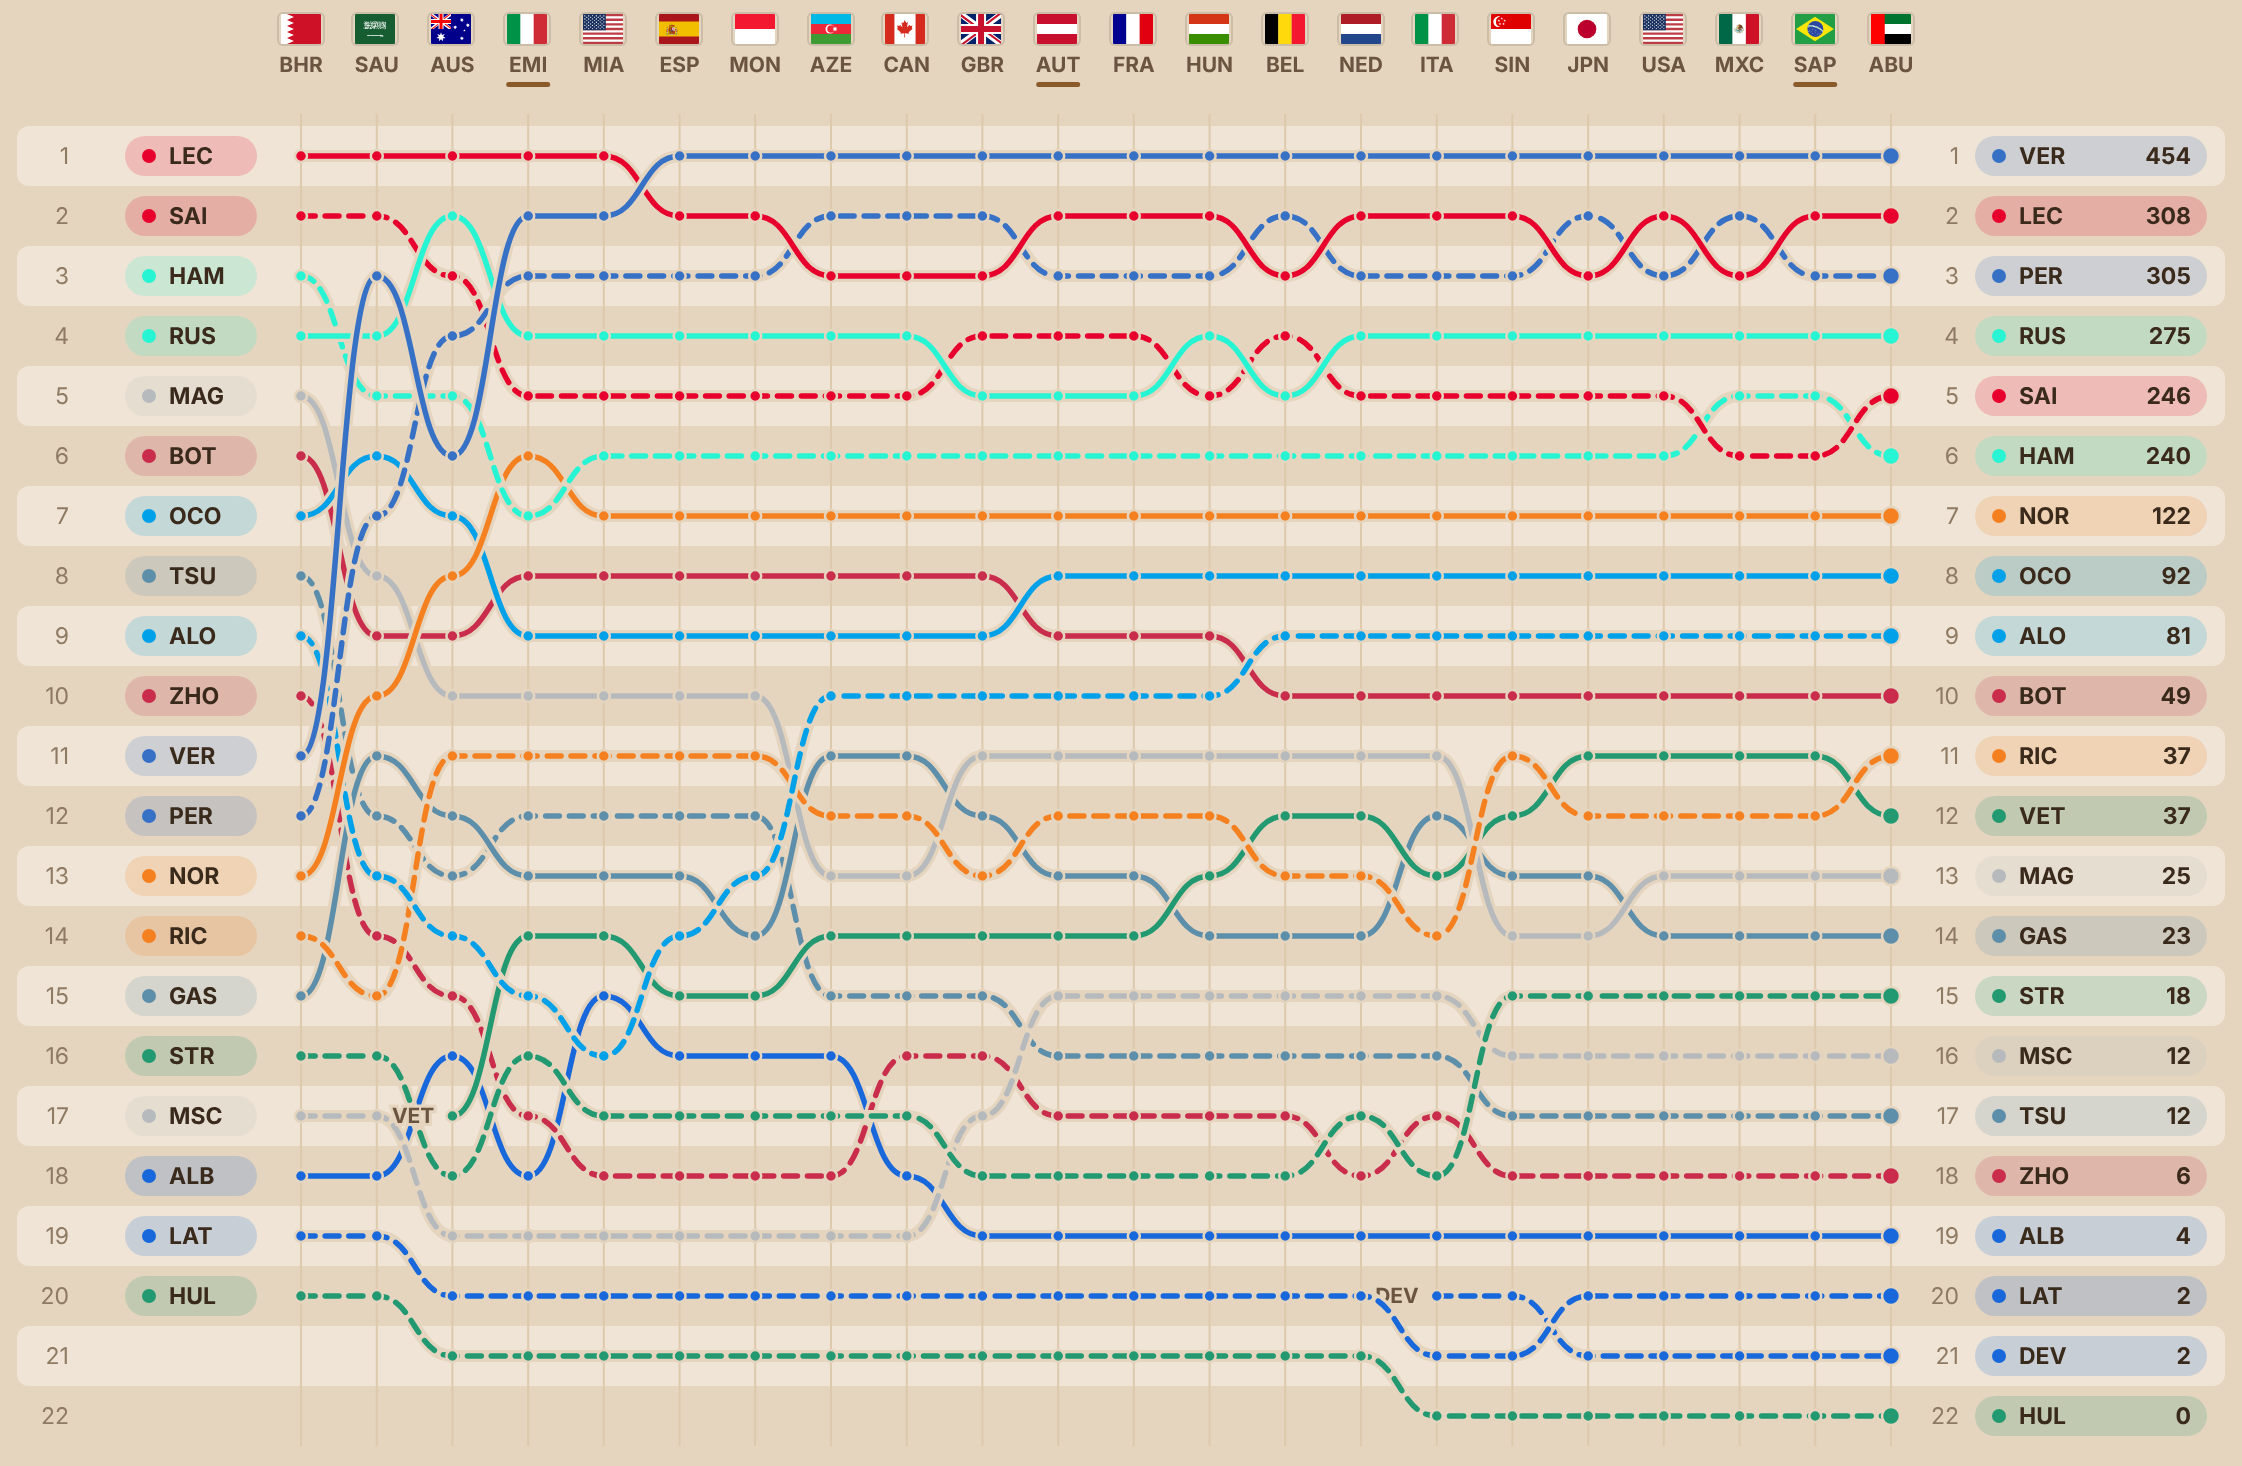 BHR SAU AUS EMI MIA ESP MON AZE CAN GBR AUT FRA HUN BEL NED ITA SIN JPN USA MXC SAP ABU
1 LEC 1 VER 454
2 SAI 2 LEC 308
3 HAM 3 PER 305
4 RUS 4 RUS 275
5 MAG 5 SAI 246
6 BOT 6 HAM 240
7 OCO 7 NOR 122
8 TSU 8 OCO 92
9 ALO 9 ALO 81
10 ZHO 10 BOT 49
11 VER 11 RIC 37
12 PER 12 VET 37
13 NOR 13 MAG 25
14 RIC 14 GAS 23
15 GAS 15 STR 18
16 STR 16 MSC 12
17 MSC VET 17 TSU 12
18 ALB 18 ZHO 6
19 LAT 19 ALB 4
20 HUL DEV 20 LAT 2
21 21 DEV 2
22 22 HUL 0